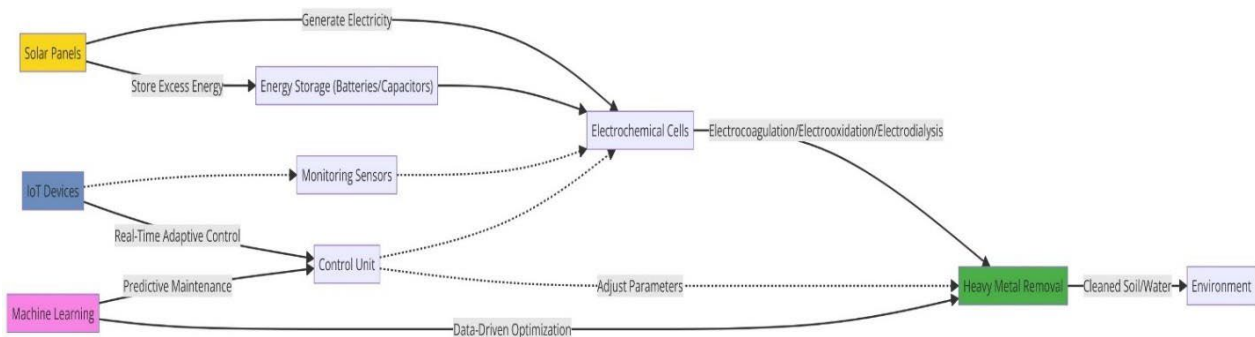 Generate Electricity
Solar Panels
Store Excess Energy
Energy Storage (Batteries/Capacitors)
Electrochemical Cells
Electrocoagulation/Electrooxidation/Electrodialysis
Monitoring Sensors
IoT Devices
Real-Time Adaptive Control
Control Unit
Predictive Maintenance
Adjust Parameters
Heavy Metal Removal
Cleaned Soil/Water
Environment
Machine Learning
Data-Driven Optimization